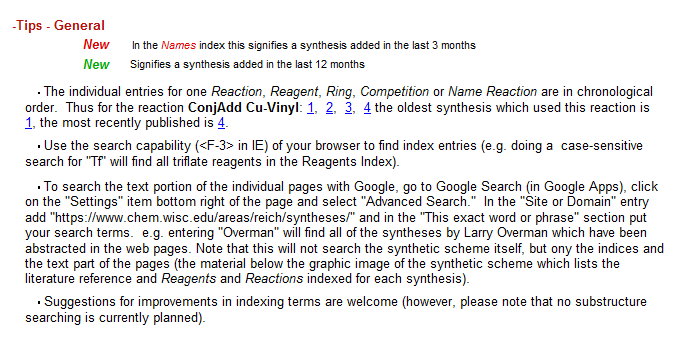 -Tips - General
New In the Names index this signifies a synthesis added in the last 3 months
New Signifies a synthesis added in the last 12 months
· The individual entries for one Reaction, Reagent, Ring, Competition or Name Reaction are in chronological
order. Thus for the reaction ConjAdd Cu-Vinyl: 1, 2, 3, 4 the oldest synthesis which used this reaction is
1, the most recently published is 4.
· Use the search capability (<F-3> in IE) of your browser to find index entries (e.g. doing a case-sensitive
search for "Tf" will find all triflate reagents in the Reagents Index).
· To search the text portion of the individual pages with Google, go to Google Search (in Google Apps), click
on the "Settings" item bottom right of the page and select "Advanced Search." In the "Site or Domain" entry
add "https://www.chem.wisc.edu/areas/reich/syntheses/" and in the "This exact word or phrase" section put
your search terms. e.g. entering "Overman" will find all of the syntheses by Larry Overman which have been
abstracted in the web pages. Note that this will not search the synthetic scheme itself, but ony the indices and
the text part of the pages (the material below the graphic image of the synthetic scheme which lists the
literature reference and Reagents and Reactions indexed for each synthesis).
· Suggestions for improvements in indexing terms are welcome (however, please note that no substructure
searching is currently planned).